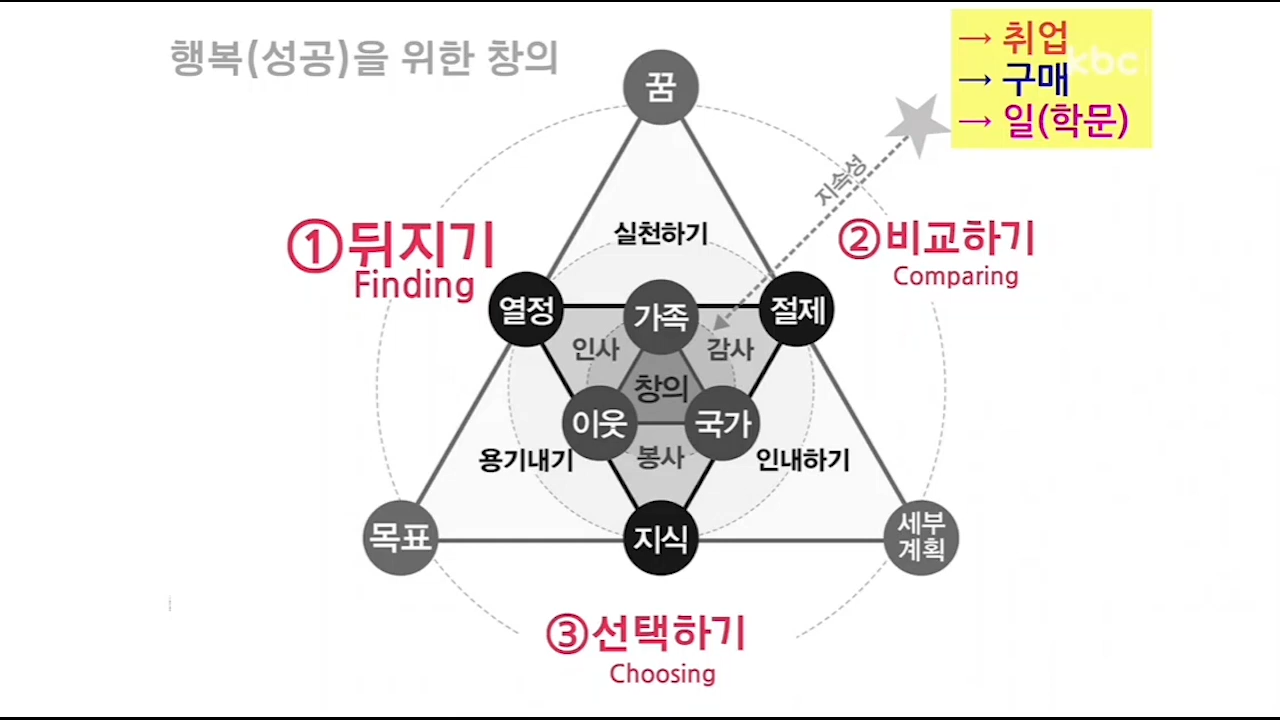 행복(성공)을 위한 창의
→ 취업
→ 구매
→ 일(학문)
kbc
꿈
지속성
①뒤지기
Finding
실천하기
②비교하기
Comparing
열정
가족
절제
인사
감사
창의
이웃
국가
용기내기
봉사
인내하기
목표
지식
세부
계획
③선택하기
Choosing